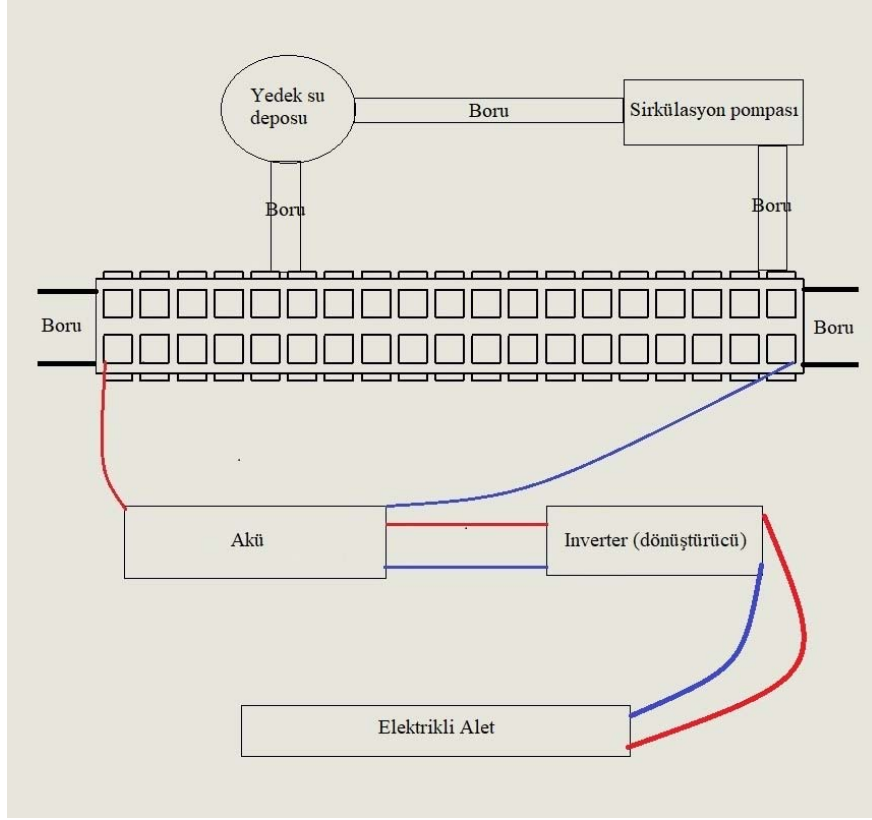 Yedek su
deposu
Boru
Sirkülasyon pompası
Boru
Boru
Boru
Boru
Akü
Inverter (dönüştürücü)
Elektrikli Alet